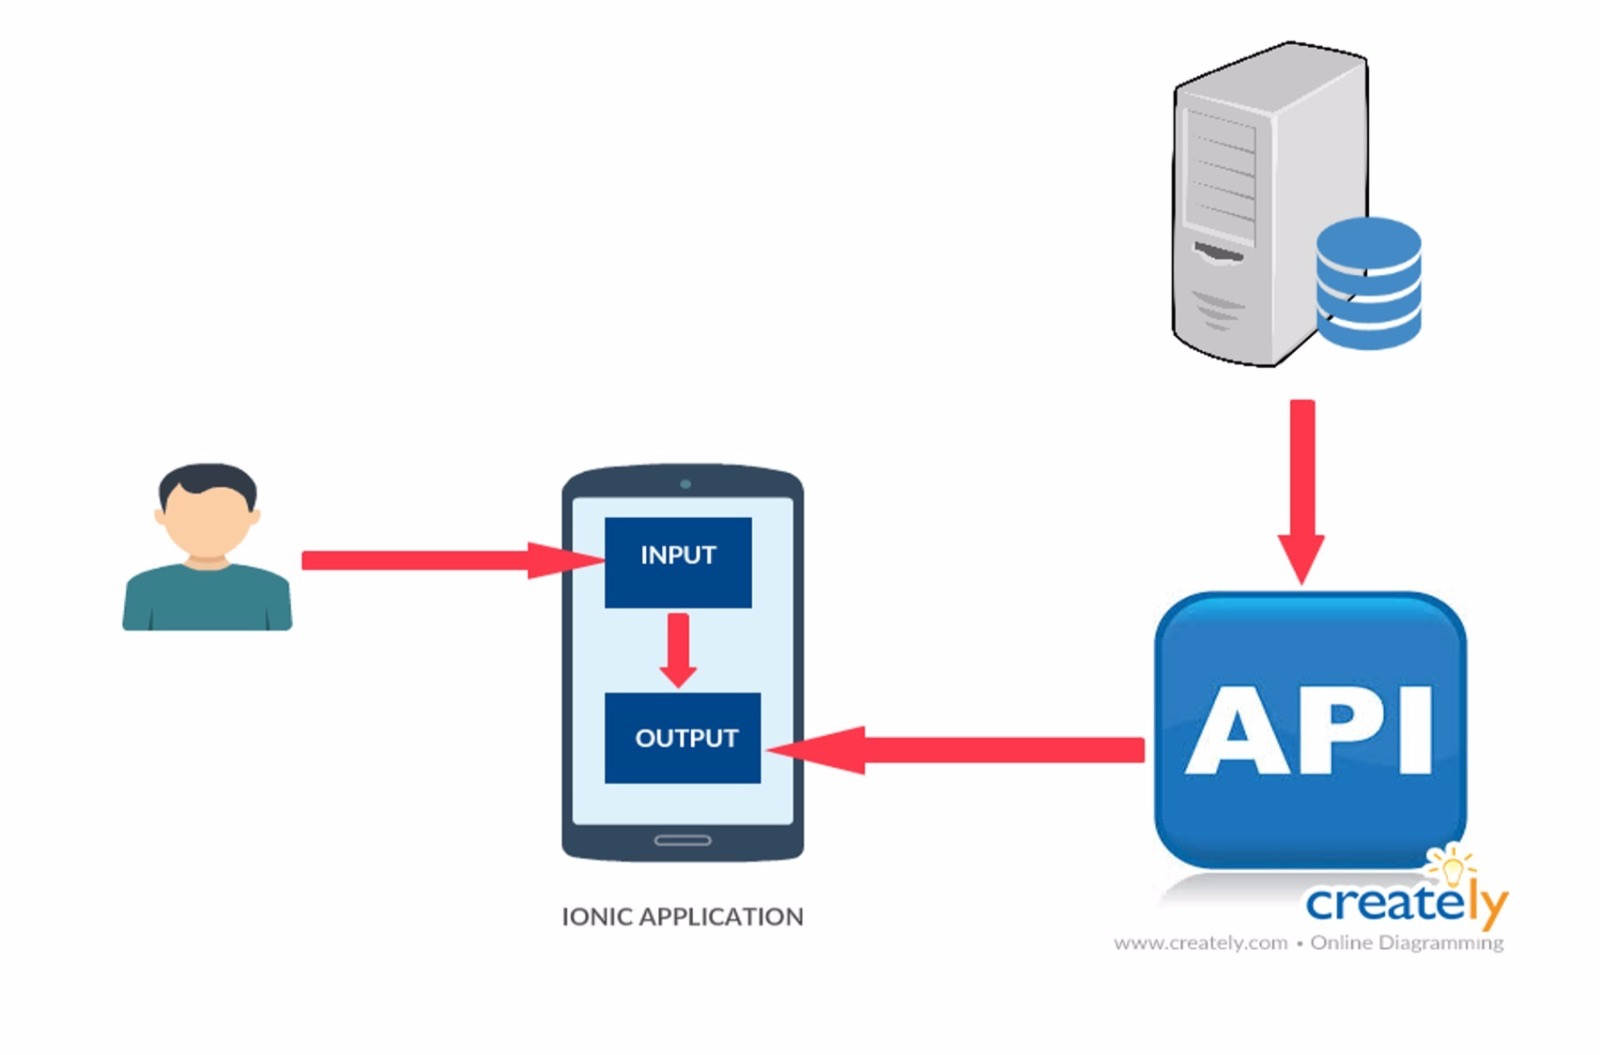 INPUT
OUTPUT
API
IONIC APPLICATION
creately
www.creately.com • Online Diagramming